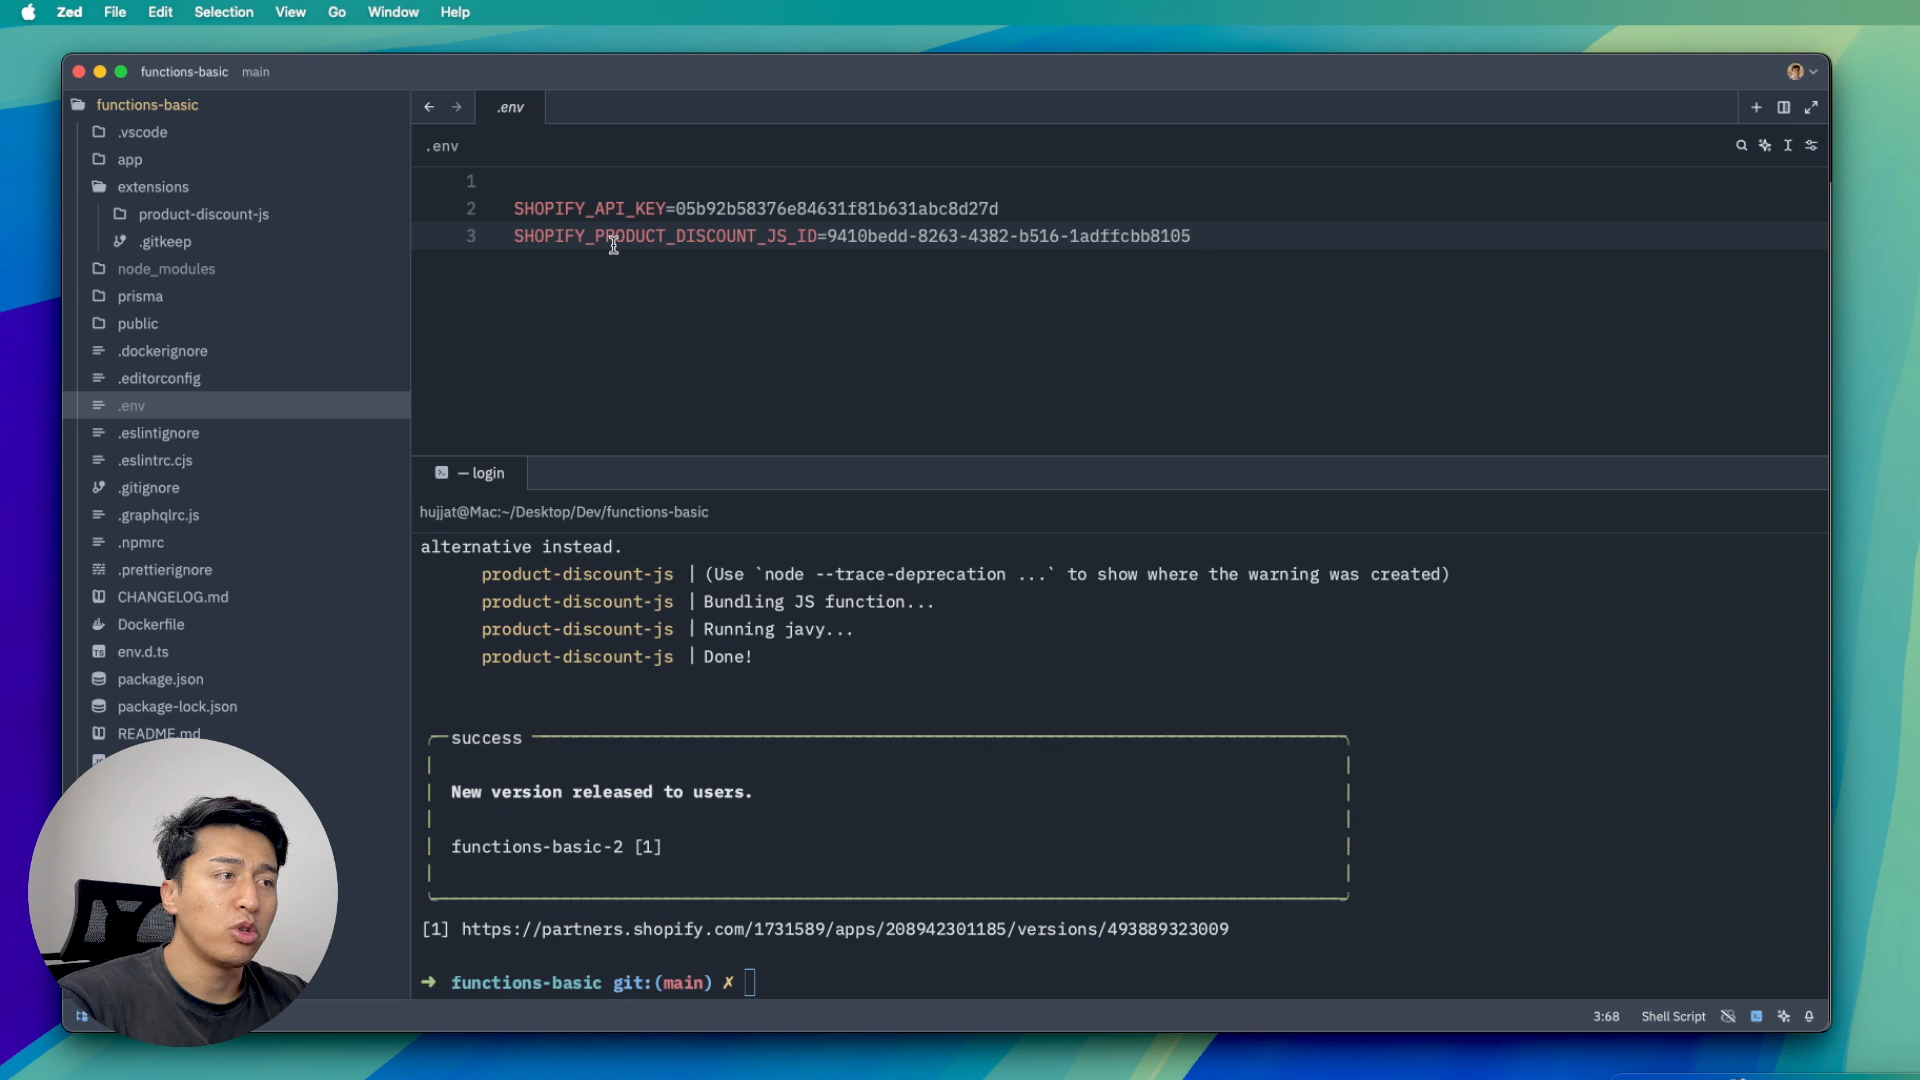 Zed File Edit Selection View Go Window Help
functions-basic main
functions-basic
.vscode
app
extensions
product-discount-js
.gitkeep
node_modules
prisma
public
.dockerignore
.editorconfig
.env
.eslintignore
.eslintrc.cjs
.gitignore
.graphqlrc.js
.npmrc
.prettierignore
CHANGELOG.md
Dockerfile
env.d.ts
package.json
package-lock.json
README.md
.env
.env
1
2 SHOPIFY_API_KEY=05b92b58376e84631f81b631abc8d27d
3 SHOPIFY_PRODUCT_DISCOUNT_JS_ID=9410bedd-8263-4382-b516-1adffcbb8105
— login
hujjat@Mac:~/Desktop/Dev/functions-basic
alternative instead.
product-discount-js | (Use `node --trace-deprecation ...` to show where the warning was created)
product-discount-js | Bundling JS function...
product-discount-js | Running javy...
product-discount-js | Done!
success
New version released to users.
functions-basic-2 [1]
[1] https://partners.shopify.com/1731589/apps/208942301185/versions/493889323009
➜ functions-basic git:(main) ✗
3:68 Shell Script